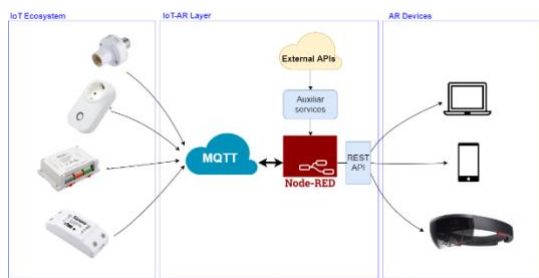 IoT Ecosystem
IoT-AR Layer
AR Devices
External APIs
Auxiliar
services
MQTT
REST
API
Node-RED